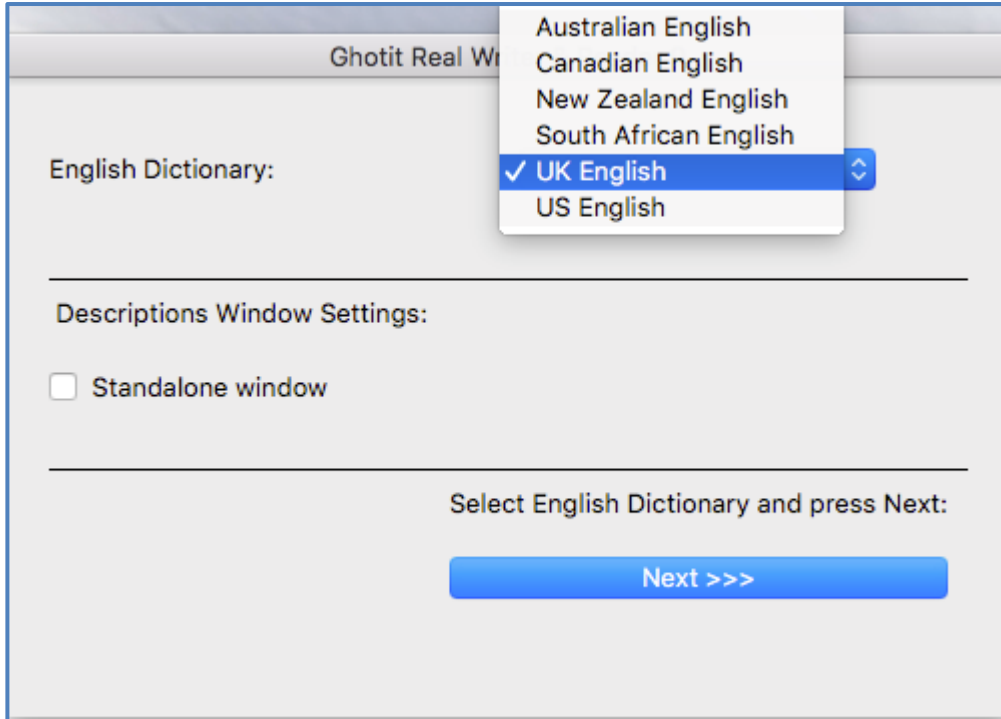 Ghotit Real Wr
English Dictionary:
Australian English
Canadian English
New Zealand English
South African English
✓ UK English
US English
Descriptions Window Settings:
Standalone window
Select English Dictionary and press Next:
Next >>>